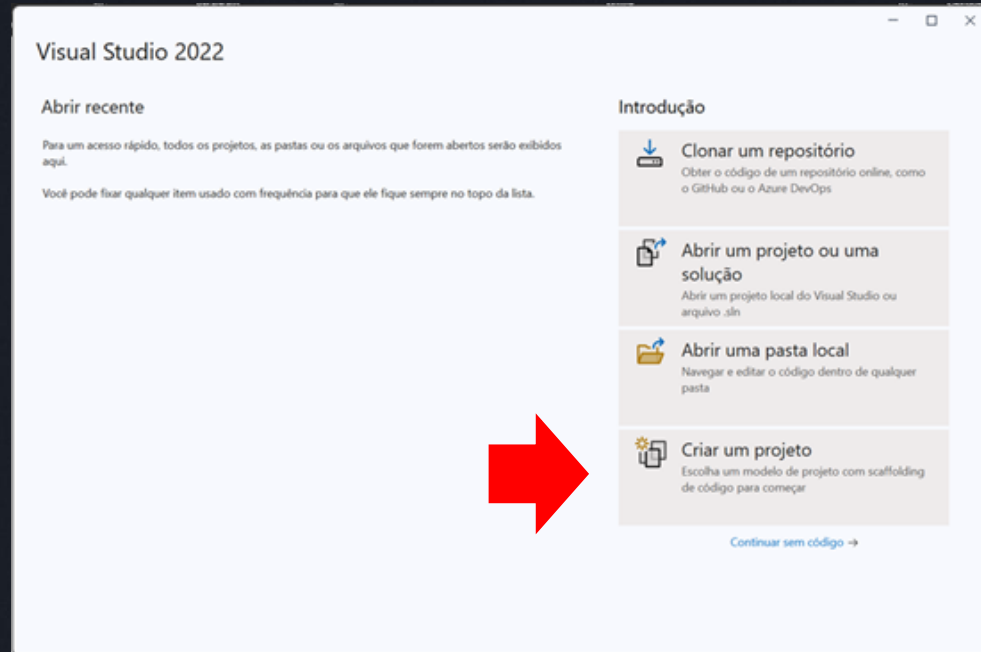 Visual Studio 2022
Abrir recente
Para um acesso rápido, todos os projetos, as pastas ou os arquivos que forem abertos serão exibidos
aqui.
Você pode fixar qualquer item usado com frequência para que ele fique sempre no topo da lista.
Introdução
Clonar um repositório
Obter o código de um repositório online, como
o GitHub ou o Azure DevOps
Abrir um projeto ou uma
solução
Abrir um projeto local do Visual Studio ou
arquivo .sln
Abrir uma pasta local
Navegar e editar o código dentro de qualquer
pasta
Criar um projeto
Escolha um modelo de projeto com scaffolding
de código para começar
Continuar sem código →